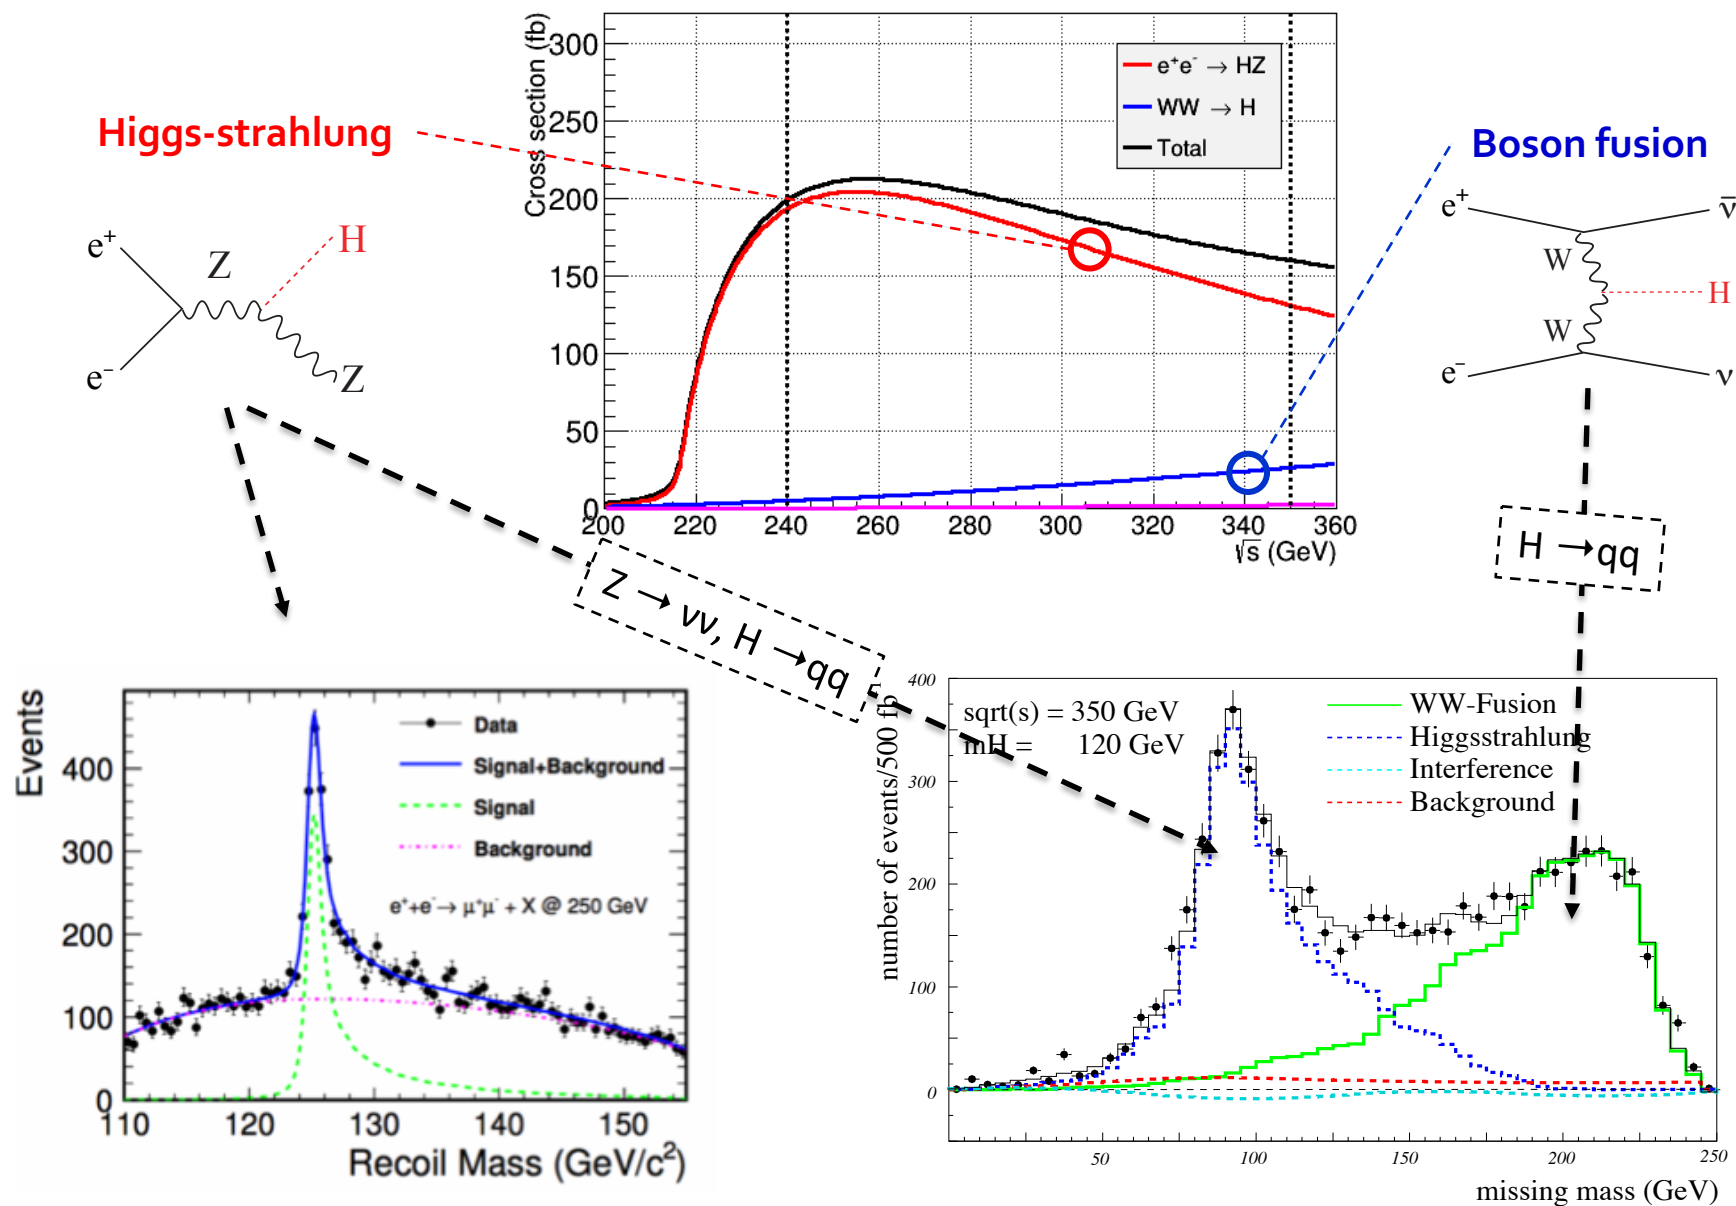 Cross section (fb)
300
250
200
150
100
50
0
200
220
240
260
280
300
320
340
360
√s (GeV)
e⁺e⁻ → HZ
WW → H
Total
Higgs-strahlung
Boson fusion
e⁺
e⁻
Z
H
Z
e⁺
ν̄
W
H
W
e⁻
ν
H → qq
Z → νν, H → qq
Events
400
300
200
100
0
110
120
130
140
150
Recoil Mass (GeV/c²)
Data
Signal+Background
Signal
Background
e⁺+e⁻→ μ⁺μ⁻ + X @ 250 GeV
number of events/500 fb
400
300
200
100
0
50
100
150
200
250
missing mass (GeV)
sqrt(s) = 350 GeV
mH = 120 GeV
WW-Fusion
Higgsstrahlung
Interference
Background